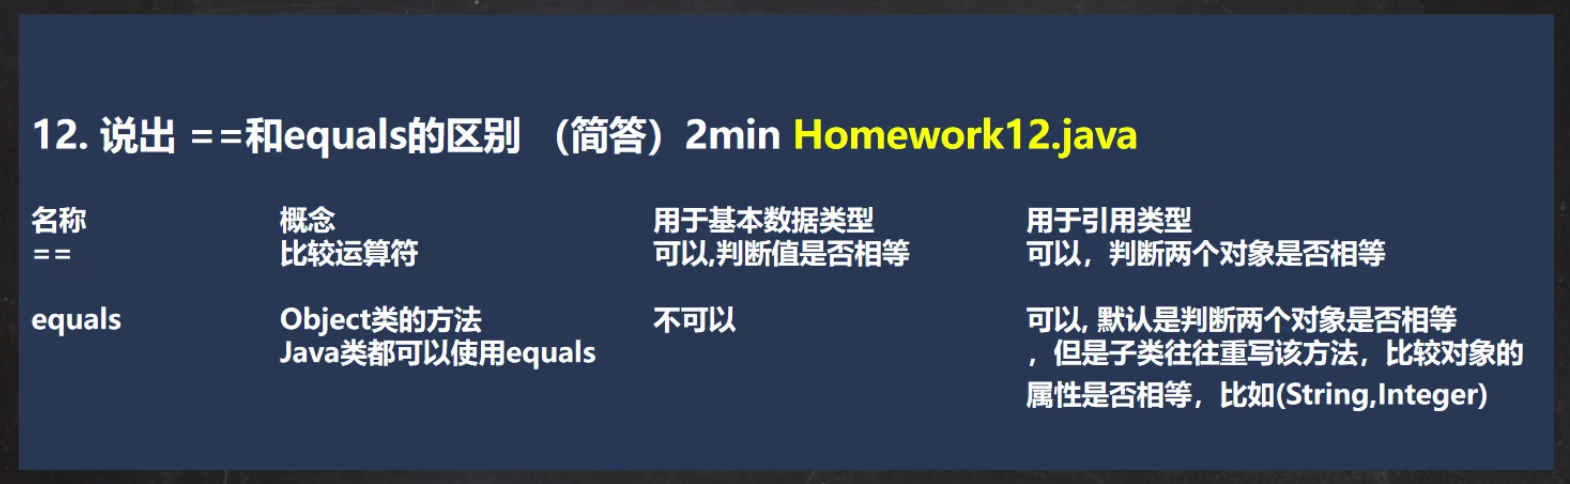 12. 说出 ==和equals的区别 （简答）2min Homework12.java
名称 概念 用于基本数据类型 用于引用类型
== 比较运算符 可以,判断值是否相等 可以，判断两个对象是否相等
equals Object类的方法 不可以 可以, 默认是判断两个对象是否相等
Java类都可以使用equals ，但是子类往往重写该方法，比较对象的
属性是否相等，比如(String,Integer)